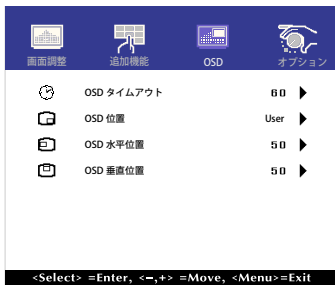 画面調整 追加機能 OSD オプション
OSD タイムアウト 60
OSD 位置 User
OSD 水平位置 50
OSD 垂直位置 50
<Select> =Enter, <−,+> =Move, <Menu>=Exit